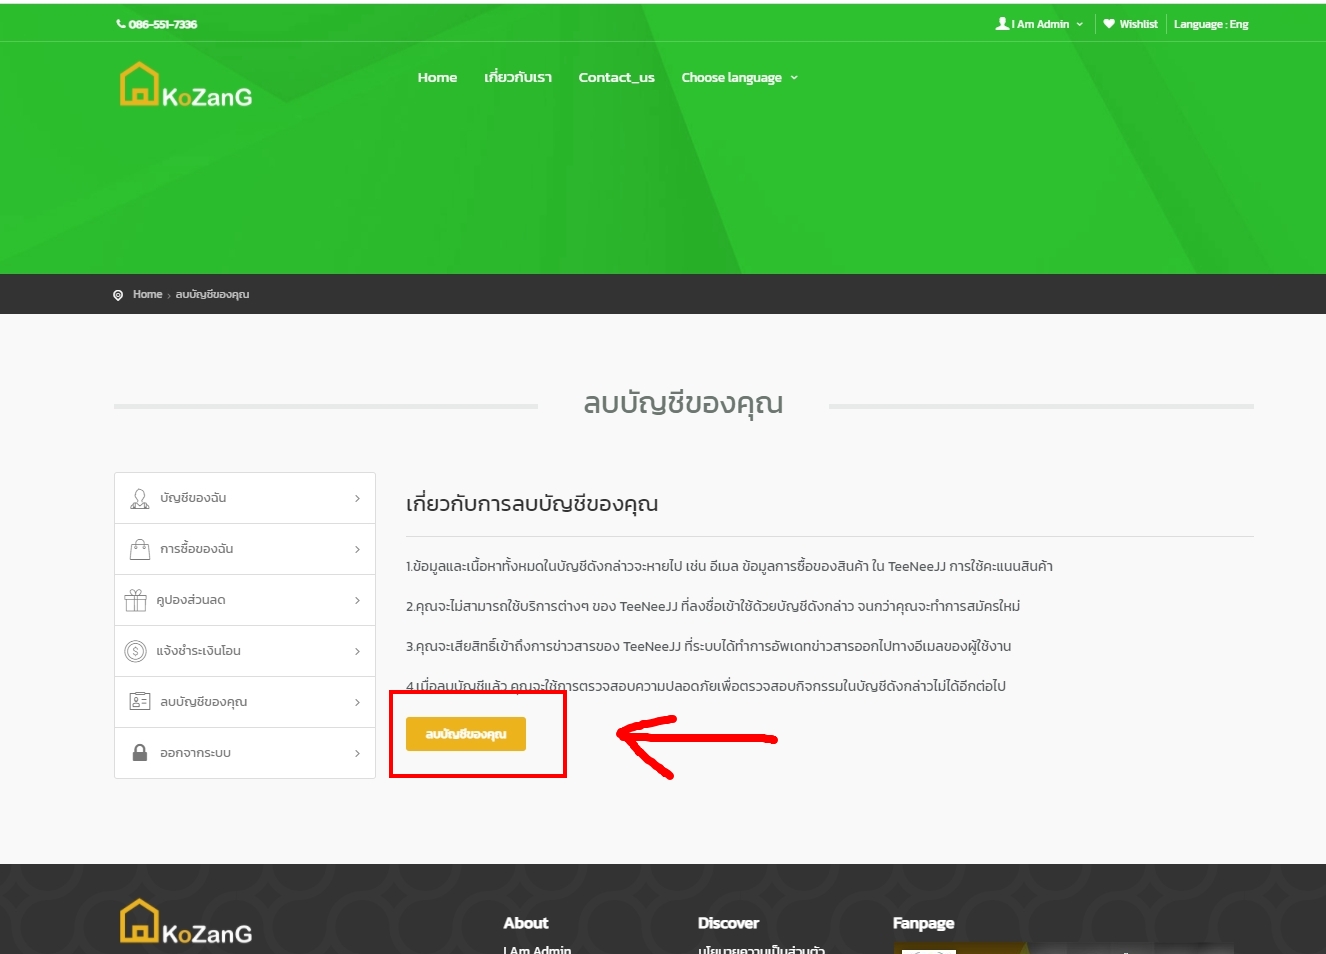 086-551-7336
I Am Admin
Wishlist
Language : Eng
KoZanG
Home
เกี่ยวกับเรา
Contact_us
Choose language
Home › ลบบัญชีของคุณ
ลบบัญชีของคุณ
บัญชีของฉัน
การซื้อของฉัน
คูปองส่วนลด
แจ้งชำระเงินโอน
ลบบัญชีของคุณ
ออกจากระบบ
เกี่ยวกับการลบบัญชีของคุณ
1.ข้อมูลและเนื้อหาทั้งหมดในบัญชีดังกล่าวจะหายไป เช่น อีเมล ข้อมูลการซื้อของสินค้า ใน TeeNeeJJ การใช้คะแนนสินค้า
2.คุณจะไม่สามารถใช้บริการต่างๆ ของ TeeNeeJJ ที่ลงชื่อเข้าใช้ด้วยบัญชีดังกล่าว จนกว่าคุณจะทำการสมัครใหม่
3.คุณจะเสียสิทธิ์เข้าถึงการข่าวสารของ TeeNeeJJ ที่ระบบได้ทำการอัพเดทข่าวสารออกไปทางอีเมลของผู้ใช้งาน
4.เมื่อลบบัญชีแล้ว คุณจะใช้การตรวจสอบความปลอดภัยเพื่อตรวจสอบกิจกรรมในบัญชีดังกล่าวไม่ได้อีกต่อไป
ลบบัญชีของคุณ
KoZanG
About
I Am Admin
Discover
นโยบายความเป็นส่วนตัว
Fanpage